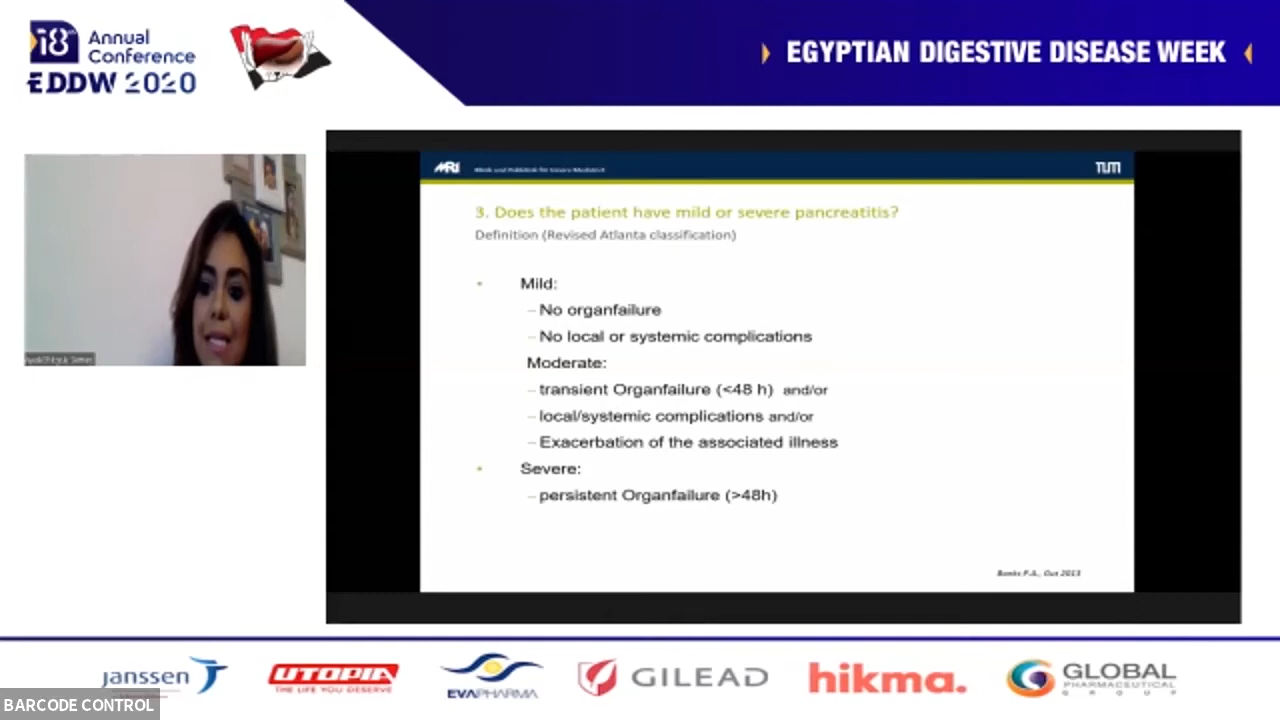 18th Annual
Conference
EDDW 2020
EGYPTIAN DIGESTIVE DISEASE WEEK
MRI
TUM
3. Does the patient have mild or severe pancreatitis?
Definition (Revised Atlanta classification)
• Mild:
– No organfailure
– No local or systemic complications
Moderate:
– transient Organfailure (<48 h) and/or
– local/systemic complications and/or
– Exacerbation of the associated illness
• Severe:
– persistent Organfailure (>48h)
Banks P.A., Gut 2013
janssen
UTOPIA
THE LIFE YOU DESERVE
EVAPHARMA
GILEAD
hikma.
GLOBAL
PHARMACEUTICAL
GROUP
BARCODE CONTROL